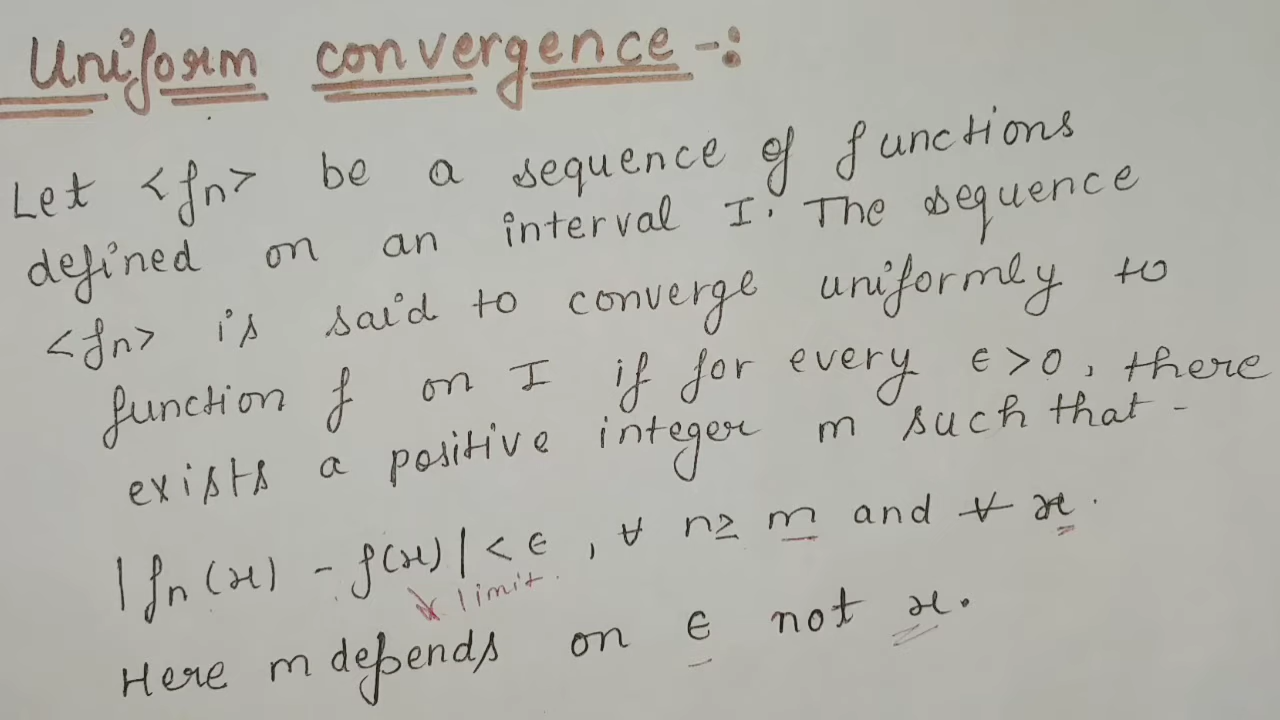 Uniform convergence -:
Let <fn> be a sequence of functions
defined on an interval I. The sequence
<fn> is said to converge uniformly to
function f on I if for every ϵ>0, there
exists a positive integer m such that -
|fn(x) - f(x)| < ϵ, ∀ n≥ m and ∀ x.
limit.
Here m depends on ϵ not x.